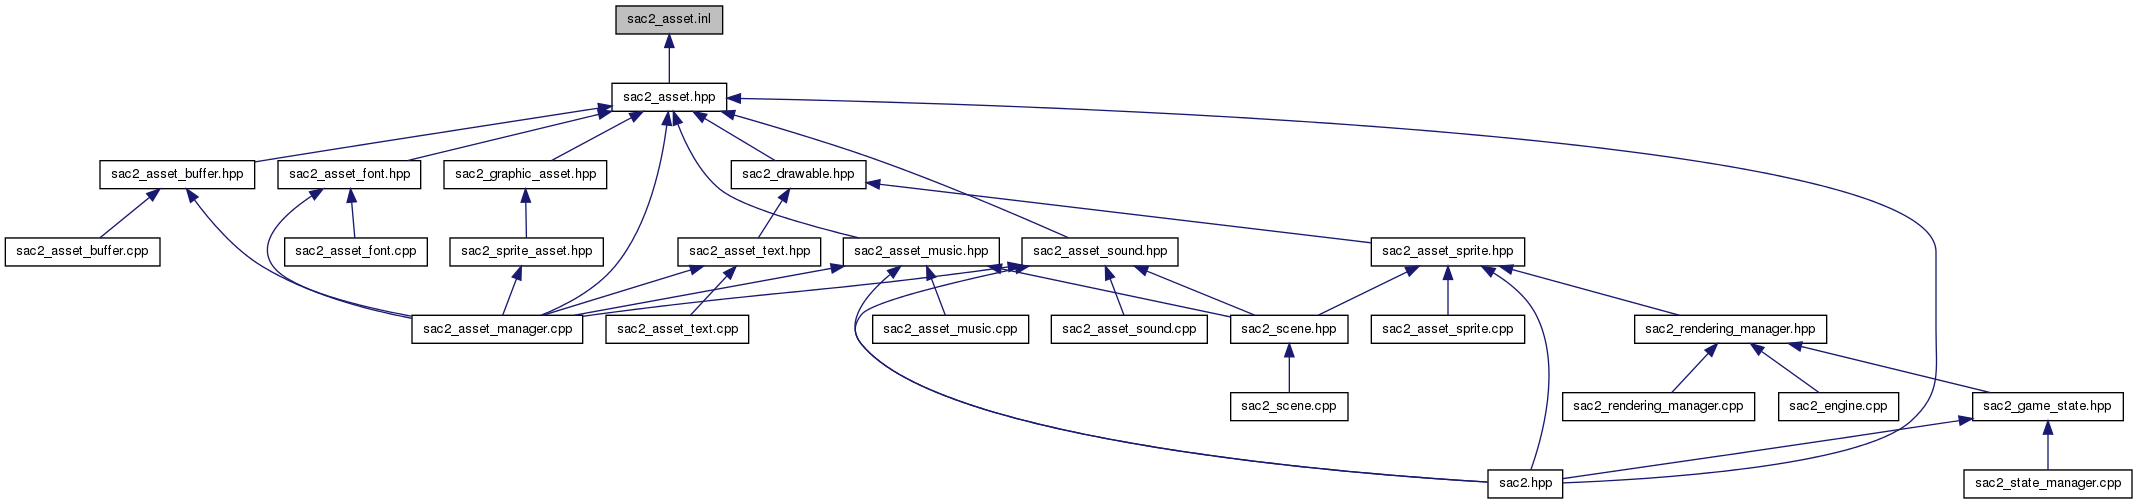 sac2_asset.inl
sac2_asset.hpp
sac2_asset_buffer.hpp
sac2_asset_font.hpp
sac2_graphic_asset.hpp
sac2_drawable.hpp
sac2_asset_buffer.cpp
sac2_asset_font.cpp
sac2_sprite_asset.hpp
sac2_asset_text.hpp
sac2_asset_music.hpp
sac2_asset_sound.hpp
sac2_asset_sprite.hpp
sac2_asset_manager.cpp
sac2_asset_text.cpp
sac2_asset_music.cpp
sac2_asset_sound.cpp
sac2_scene.hpp
sac2_asset_sprite.cpp
sac2_rendering_manager.hpp
sac2_scene.cpp
sac2_rendering_manager.cpp
sac2_engine.cpp
sac2_game_state.hpp
sac2.hpp
sac2_state_manager.cpp